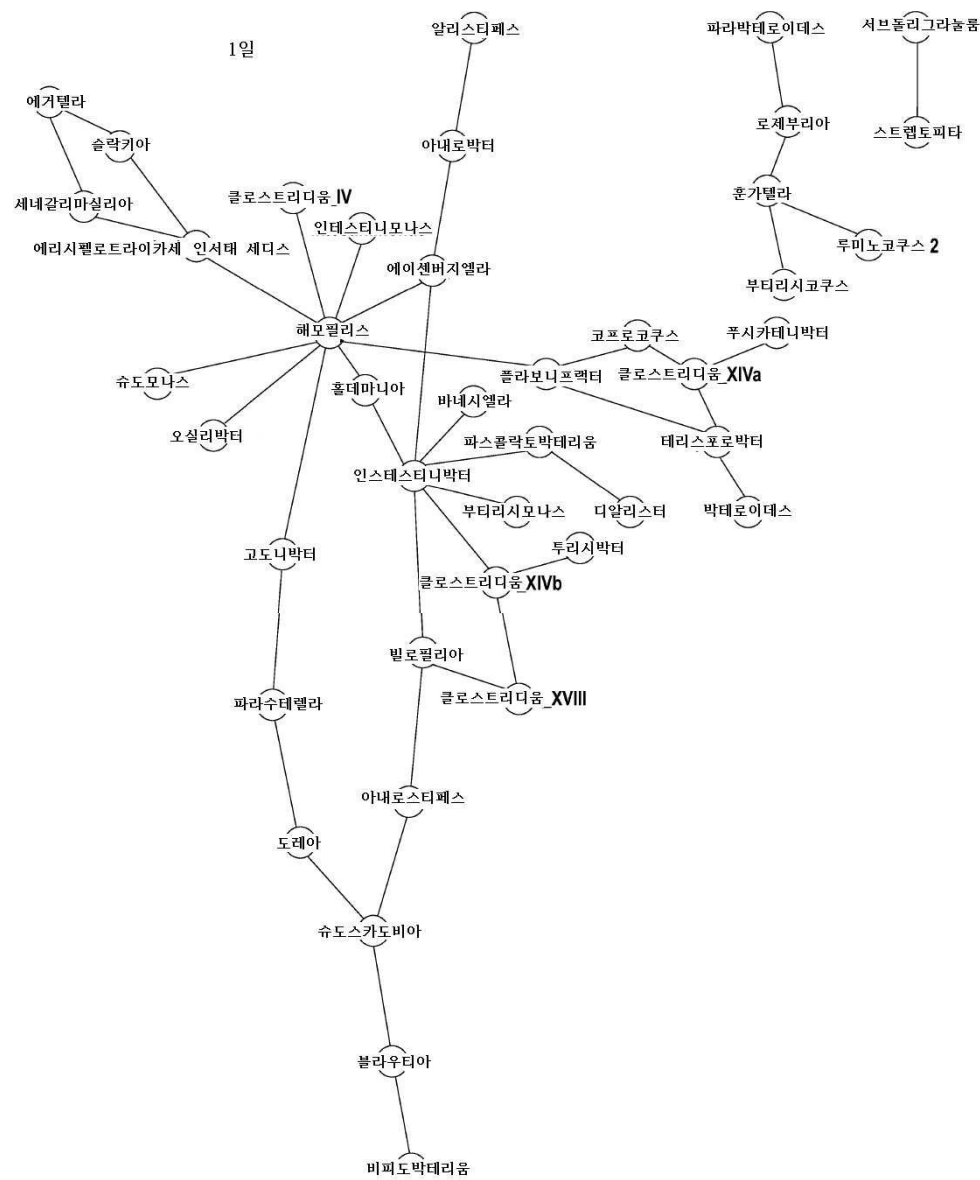 1일
알리스티페스
파라박테로이데스
서브돌리그라눌룸
에거텔라
슬락키아
아내로박터
로제부리아
스트렙토피타
세네갈리마실리아
클로스트리디움_IV
훈가텔라
인테스티니모나스
에리시펠로트라이카세 인서태 세디스
루미노코쿠스 2
에이센버지엘라
부티리시코쿠스
해모필리스
코프로코쿠스
푸시카테니박터
플라보니프랙터
클로스트리디움_XIVa
슈도모나스
홀데마니아
바네시엘라
오실리박터
파스콜락토박테리움
테리스포로박터
인스테스티니박터
부티리시모나스
디알리스터
박테로이데스
고도니박터
투리시박터
클로스트리디움_XIVb
빌로필리아
파라수테렐라
클로스트리디움_XVIII
아내로스티페스
도레아
슈도스카도비아
블라우티아
비피도박테리움